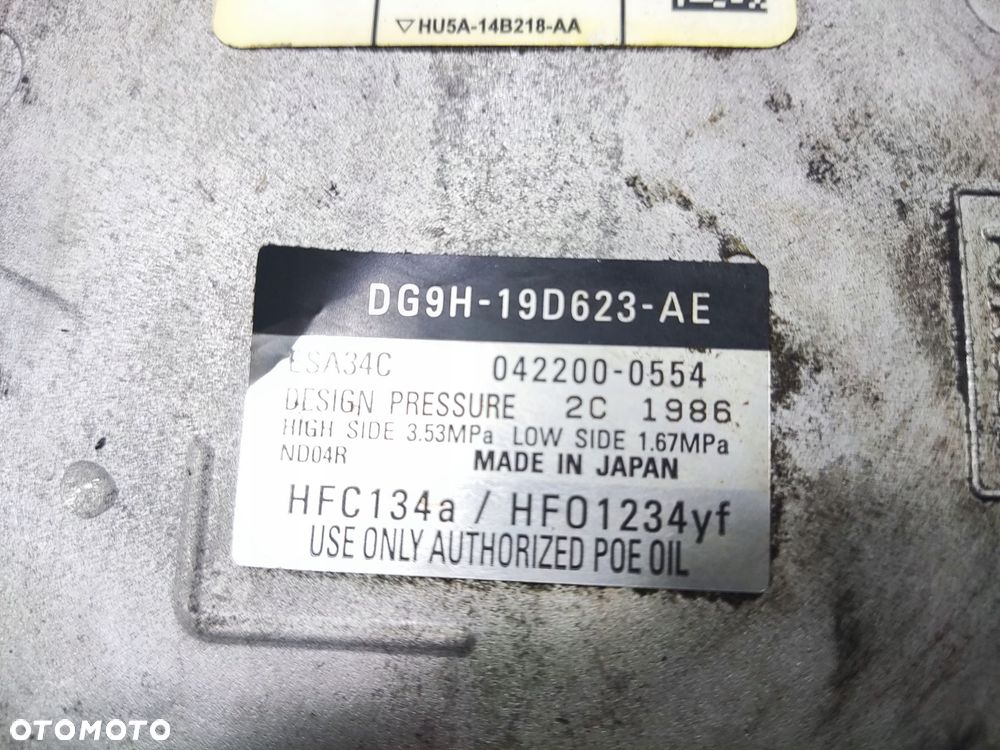 ▽HU5A-14B218-AA
DG9H-19D623-AE
ESA34C 042200-0554
DESIGN PRESSURE 2C 1986
HIGH SIDE 3.53MPa LOW SIDE 1.67MPa
ND04R MADE IN JAPAN
HFC134a / HFO1234yf
USE ONLY AUTHORIZED POE OIL
OTOMOTO